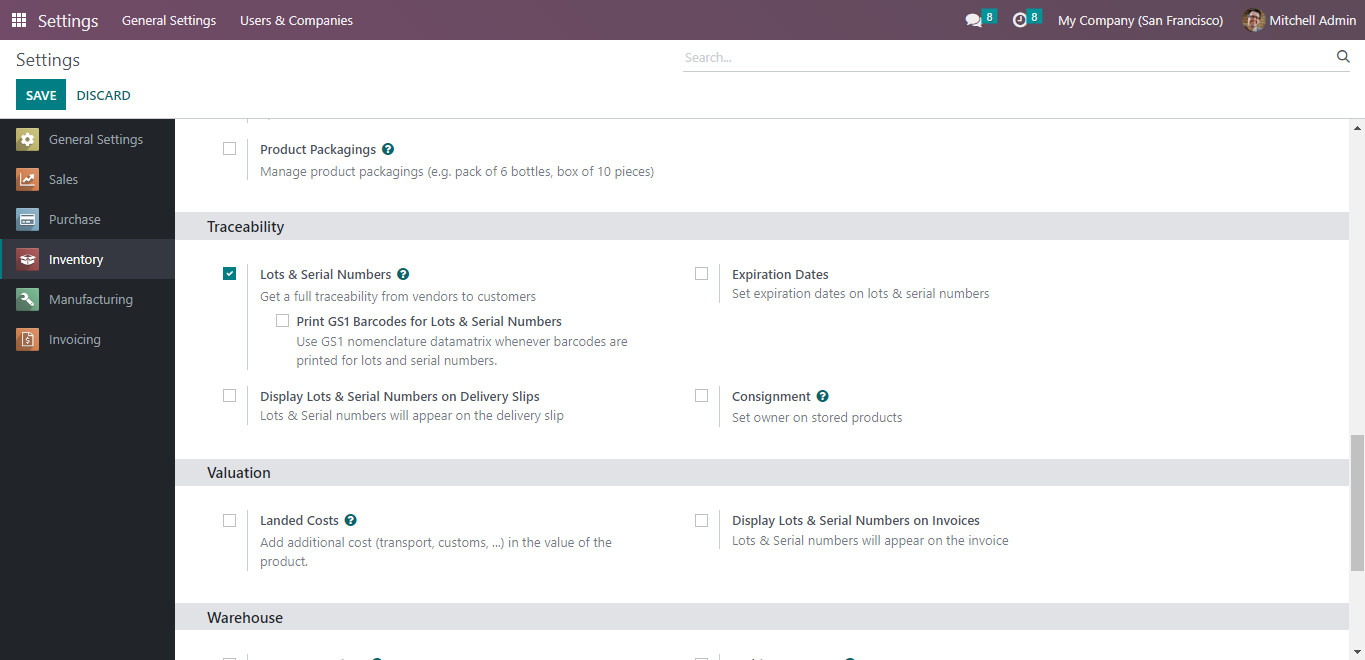 Settings General Settings Users & Companies 8 8 My Company (San Francisco) Mitchell Admin
Settings
Search...
SAVE DISCARD
General Settings
Sales
Purchase
Inventory
Manufacturing
Invoicing
Product Packagings ?
Manage product packagings (e.g. pack of 6 bottles, box of 10 pieces)
Traceability
Lots & Serial Numbers ?
Get a full traceability from vendors to customers
Print GS1 Barcodes for Lots & Serial Numbers
Use GS1 nomenclature datamatrix whenever barcodes are
printed for lots and serial numbers.
Expiration Dates
Set expiration dates on lots & serial numbers
Display Lots & Serial Numbers on Delivery Slips
Lots & Serial numbers will appear on the delivery slip
Consignment ?
Set owner on stored products
Valuation
Landed Costs ?
Add additional cost (transport, customs, ...) in the value of the
product.
Display Lots & Serial Numbers on Invoices
Lots & Serial numbers will appear on the invoice
Warehouse